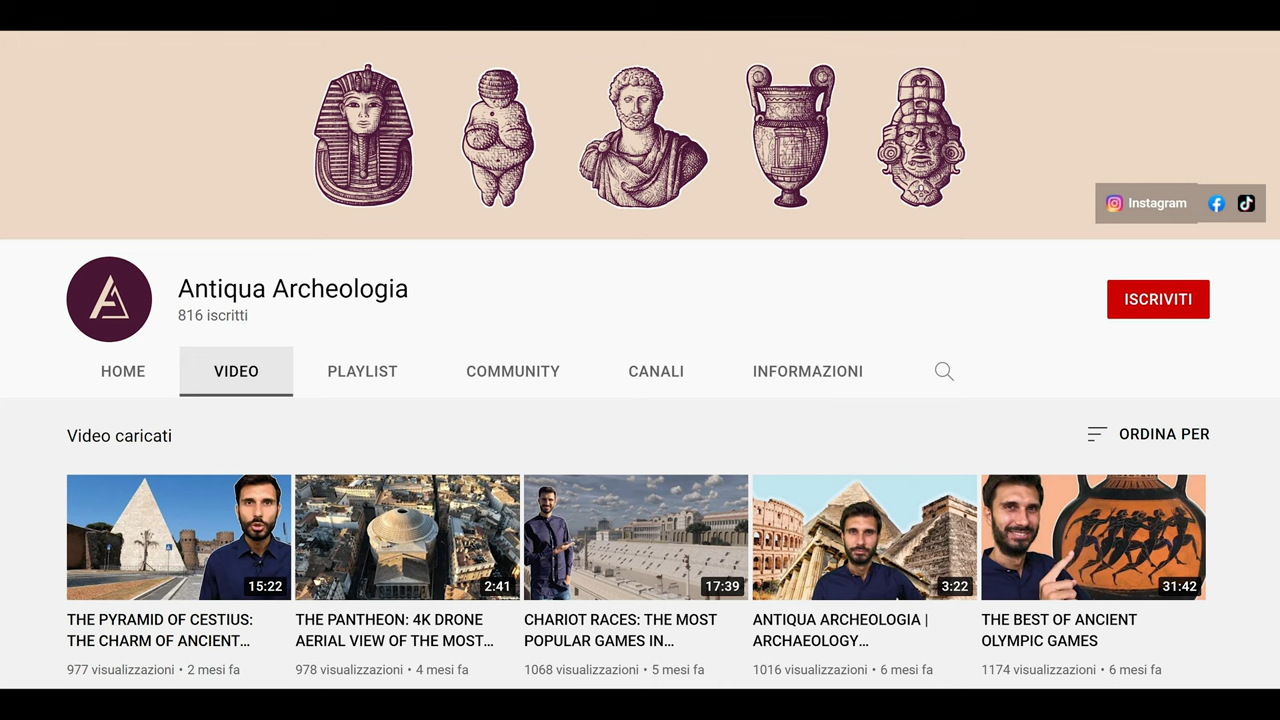 Instagram
Antiqua Archeologia
816 iscritti
ISCRIVITI
HOME
VIDEO
PLAYLIST
COMMUNITY
CANALI
INFORMAZIONI
Video caricati
ORDINA PER
15:22
2:41
17:39
3:22
31:42
THE PYRAMID OF CESTIUS:
THE CHARM OF ANCIENT...
977 visualizzazioni • 2 mesi fa
THE PANTHEON: 4K DRONE
AERIAL VIEW OF THE MOST...
978 visualizzazioni • 4 mesi fa
CHARIOT RACES: THE MOST
POPULAR GAMES IN...
1068 visualizzazioni • 5 mesi fa
ANTIQUA ARCHEOLOGIA |
ARCHAEOLOGY...
1016 visualizzazioni • 6 mesi fa
THE BEST OF ANCIENT
OLYMPIC GAMES
1174 visualizzazioni • 6 mesi fa